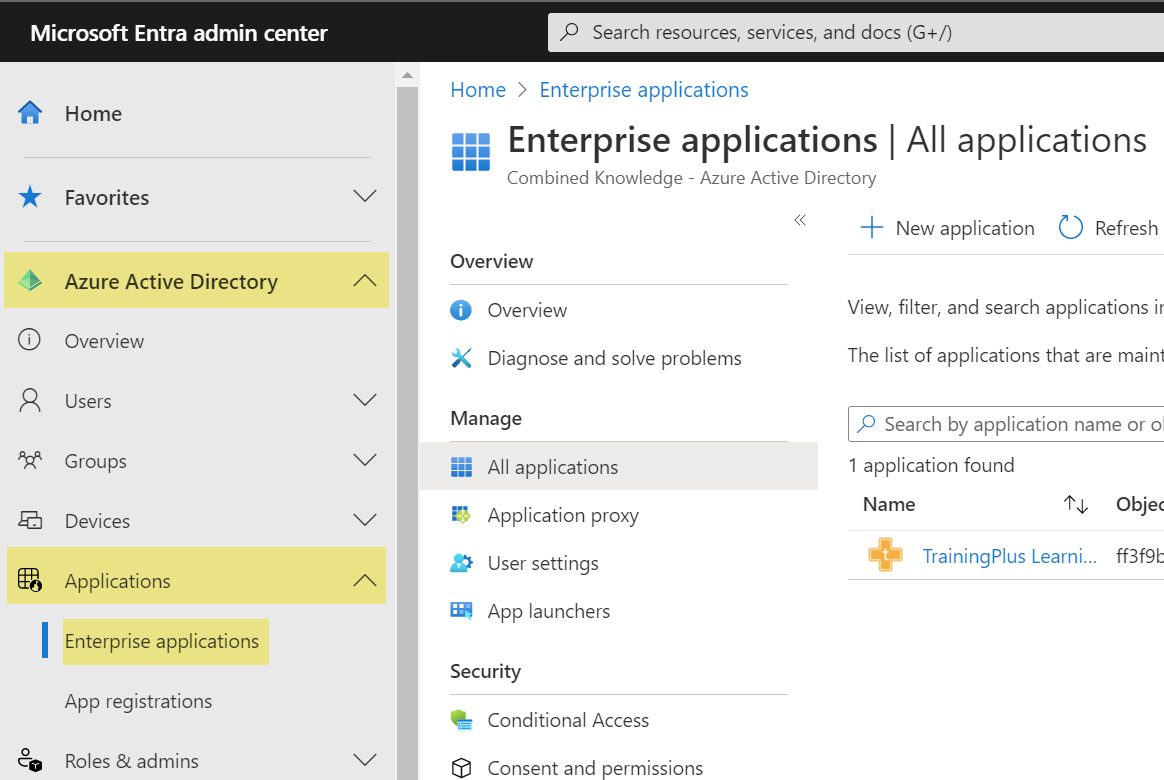 Microsoft Entra admin center
Search resources, services, and docs (G+/)
Home
Favorites
Azure Active Directory
Overview
Users
Groups
Devices
Applications
Enterprise applications
App registrations
Roles & admins
Home > Enterprise applications
Enterprise applications | All applications
Combined Knowledge - Azure Active Directory
Overview
Overview
Diagnose and solve problems
Manage
All applications
Application proxy
User settings
App launchers
Security
Conditional Access
Consent and permissions
New application Refresh
View, filter, and search applications i
The list of applications that are maint
Search by application name or o
1 application found
Name Objec
TrainingPlus Learni... ff3f9b